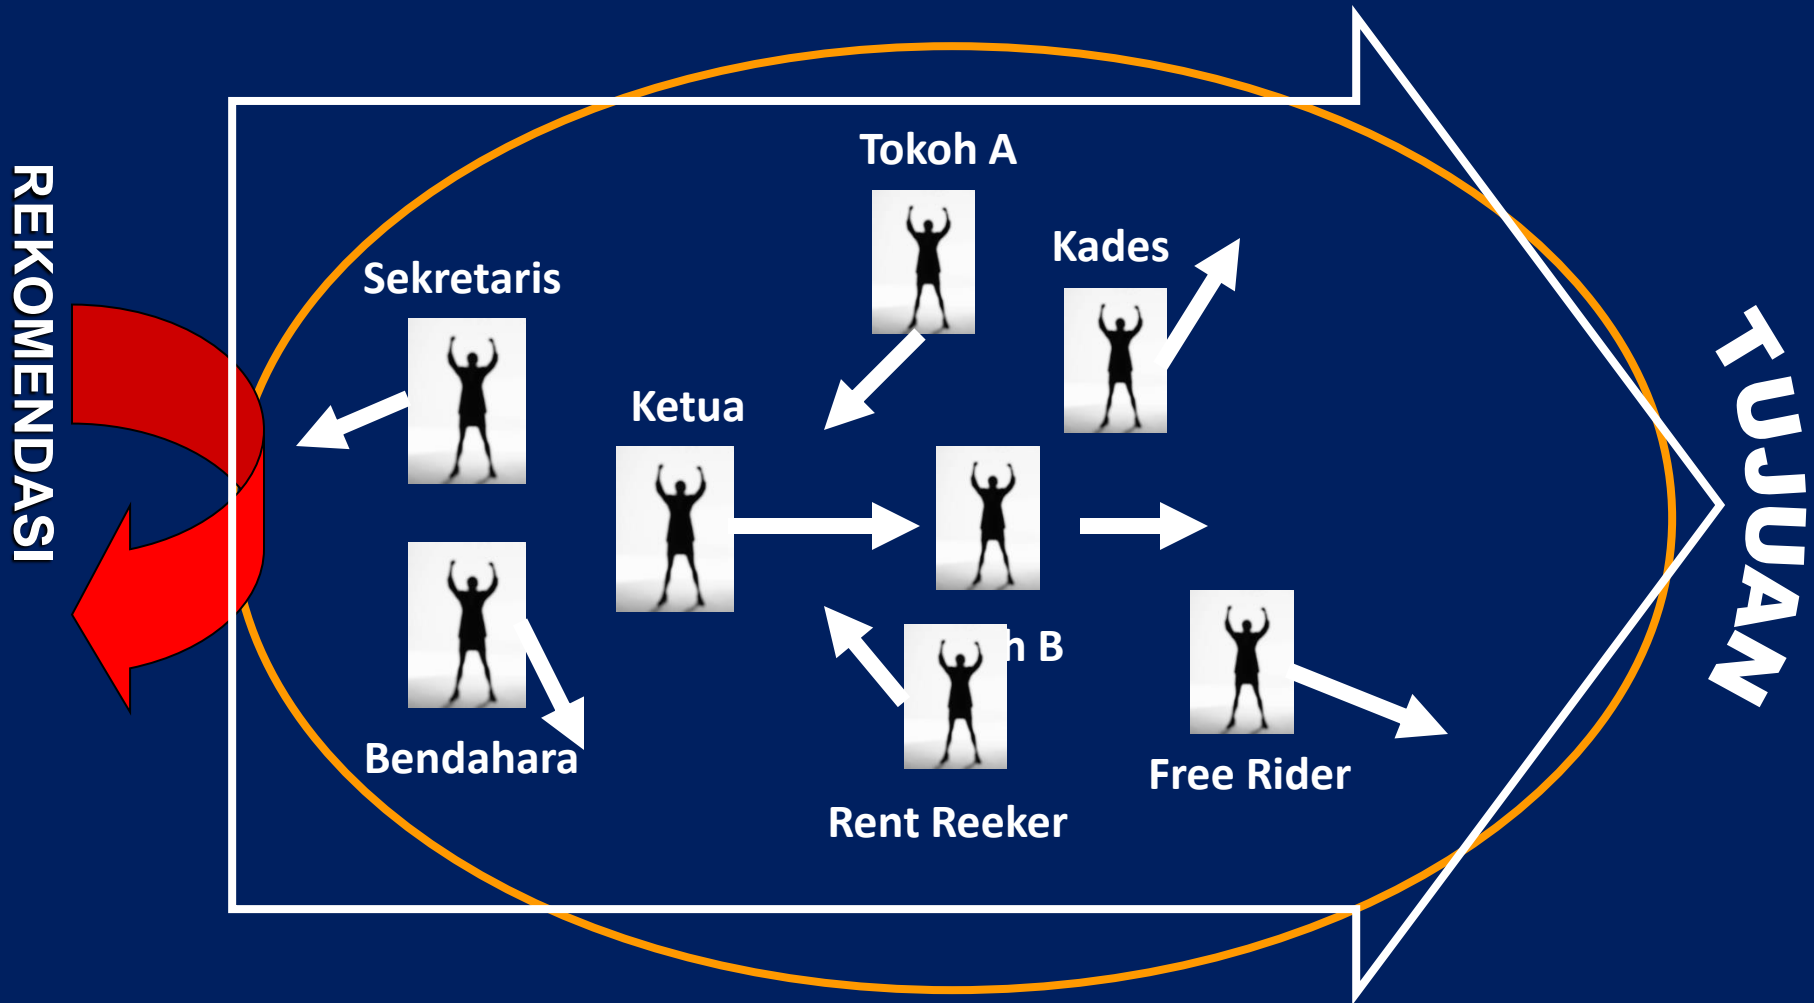 REKOMENDASI
Tokoh A
Kades
Sekretaris
Ketua
h B
Bendahara
Free Rider
Rent Reeker
TUJUAN